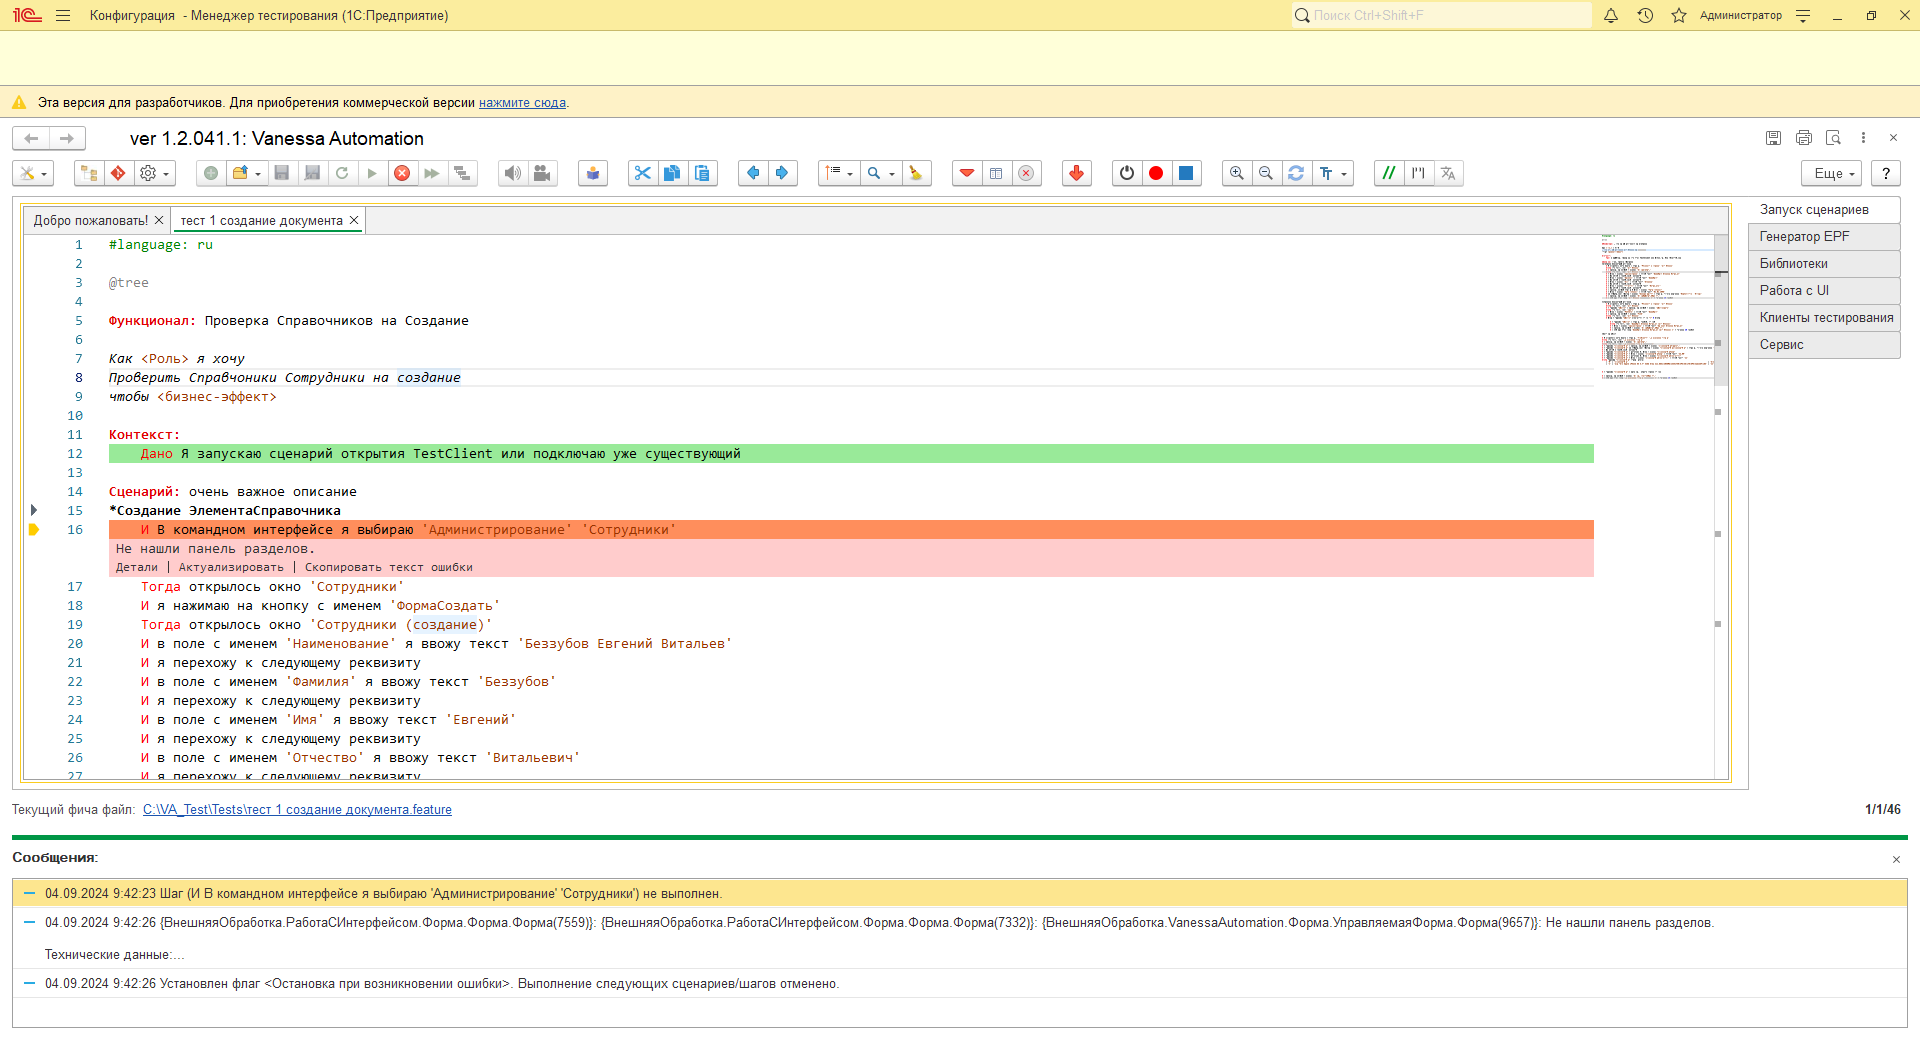 1С Конфигурация - Менеджер тестирования (1С:Предприятие) Поиск Ctrl+Shift+F Администратор
Эта версия для разработчиков. Для приобретения коммерческой версии нажмите сюда.
ver 1.2.041.1: Vanessa Automation
Еще ?
Добро пожаловать! тест 1 создание документа
Запуск сценариев
Генератор EPF
Библиотеки
Работа с UI
Клиенты тестирования
Сервис
1 #language: ru
2
3 @tree
4
5 Функционал: Проверка Справочников на Создание
6
7 Как <Роль> я хочу
8 Проверить Справчоники Сотрудники на создание
9 чтобы <бизнес-эффект>
10
11 Контекст:
12 Дано Я запускаю сценарий открытия TestClient или подключаю уже существующий
13
14 Сценарий: очень важное описание
15 *Создание ЭлементаСправочника
16 И В командном интерфейсе я выбираю 'Администрирование' 'Сотрудники'
Не нашли панель разделов.
Детали | Актуализировать | Скопировать текст ошибки
17 Тогда открылось окно 'Сотрудники'
18 И я нажимаю на кнопку с именем 'ФормаСоздать'
19 Тогда открылось окно 'Сотрудники (создание)'
20 И в поле с именем 'Наименование' я ввожу текст 'Беззубов Евгений Витальев'
21 И я перехожу к следующему реквизиту
22 И в поле с именем 'Фамилия' я ввожу текст 'Беззубов'
23 И я перехожу к следующему реквизиту
24 И в поле с именем 'Имя' я ввожу текст 'Евгений'
25 И я перехожу к следующему реквизиту
26 И в поле с именем 'Отчество' я ввожу текст 'Витальевич'
27 И я перехожу к следующему реквизиту
Текущий фича файл: C:\VA_Test\Tests\тест 1 создание документа.feature 1/1/46
Сообщения:
04.09.2024 9:42:23 Шаг (И В командном интерфейсе я выбираю 'Администрирование' 'Сотрудники') не выполнен.
04.09.2024 9:42:26 {ВнешняяОбработка.РаботаСИнтерфейсом.Форма.Форма.Форма(7559)}: {ВнешняяОбработка.РаботаСИнтерфейсом.Форма.Форма.Форма(7332)}: {ВнешняяОбработка.VanessaAutomation.Форма.УправляемаяФорма.Форма(9657)}: Не нашли панель разделов.
Технические данные:...
04.09.2024 9:42:26 Установлен флаг <Остановка при возникновении ошибки>. Выполнение следующих сценариев/шагов отменено.